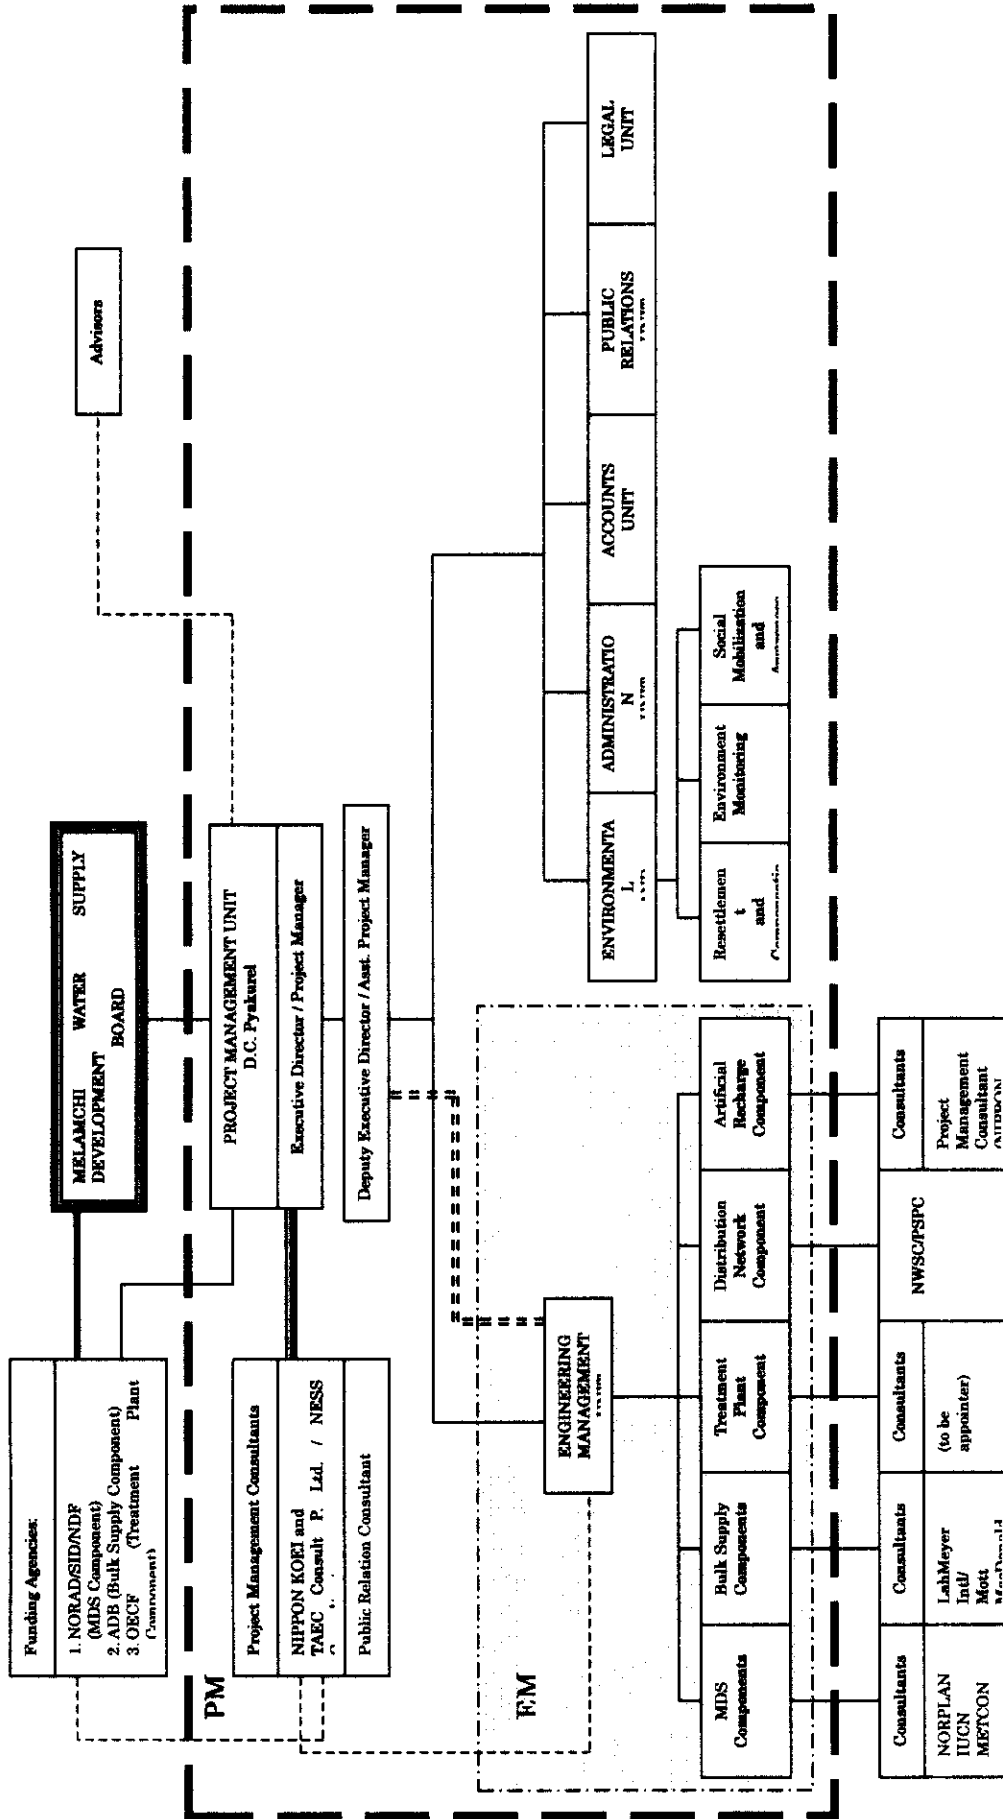 MELAMCHI WATER SUPPLY
DEVELOPMENT
BOARD
Advisors
Funding Agencies:
1. NORAD/SID/NDF
(MDS Component)
2. ADB (Bulk Supply Component)
3. OECF (Treatment Plant
Component)
PM
PROJECT MANAGEMENT UNIT
D.C. Pyakurel
Executive Director / Project Manager
Project Management Consultants
NIPPON KOEI and
TAEC Consult P. Ltd. / NESS
Public Relation Consultant
Deputy Executive Director / Asst. Project Manager
EM
ENGINEERING
MANAGEMENT
ENVIRONMENTA
L
ADMINISTRATIO
N
ACCOUNTS
UNIT
PUBLIC
RELATIONS
LEGAL
UNIT
MDS
Components
Bulk Supply
Components
Treatment
Plant
Component
Distribution
Network
Component
Artificial
Recharge
Component
Resettlemen
t
and
Environment
Monitoring
Social
Mobilization
and
Consultants
NORPLAN
IUCN
METCON
Consultants
LahMeyer
Intl/
Mott
MacDonald
Consultants
(to be
appointer)
NWSC/PSPC
Consultants
Project
Management
Consultant